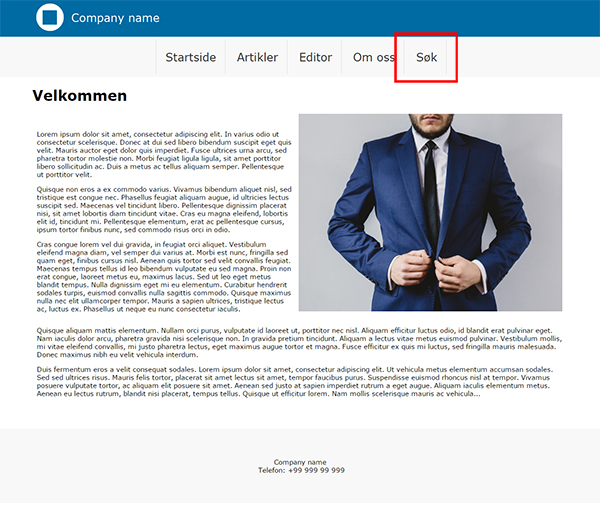 Company name
Startside
Artikler
Editor
Om oss
Søk
Velkommen
Lorem ipsum dolor sit amet, consectetur adipiscing elit. In varius odio ut
consectetur scelerisque. Donec at dui sed libero bibendum suscipit eget quis
velit. Mauris auctor eget dolor quis imperdiet. Fusce ultrices urna arcu, sed
pharetra tortor molestie non. Morbi feugiat ligula ligula, sit amet porttitor
libero sollicitudin ac. Duis a metus ac tellus aliquam semper. Pellentesque
ut porttitor velit.
Quisque non eros a ex commodo varius. Vivamus bibendum aliquet nisl, sed
tristique est congue nec. Phasellus feugiat aliquam augue, id ultricies lectus
suscipit sed. Maecenas vel tincidunt libero. Pellentesque dignissim placerat
nisi, sit amet lobortis diam tincidunt vitae. Cras eu magna eleifend, lobortis
elit id, tincidunt mi. Pellentesque elementum, erat ac pellentesque cursus,
ipsum tortor finibus nunc, sed commodo risus orci in odio.
Cras congue lorem vel dui gravida, in feugiat orci aliquet. Vestibulum
eleifend magna diam, vel semper dui varius at. Morbi est nunc, fringilla sed
quam eget, finibus cursus nisl. Aenean quis tortor sed velit convallis feugiat.
Maecenas tempus tellus id leo bibendum vulputate eu sed magna. Proin non
erat congue, laoreet metus eu, maximus lacus. Sed ut leo eget metus
blandit tempus. Nulla dignissim eget mi eu elementum. Curabitur hendrerit
sodales turpis, euismod convallis nulla sagittis commodo. Quisque maximus
nulla nec elit ullamcorper tempor. Mauris a sapien ultrices, tristique lectus
ac, luctus ex. Phasellus ut neque eu nunc consectetur iaculis.
Quisque aliquam mattis elementum. Nullam orci purus, vulputate id laoreet ut, porttitor nec nisl. Aliquam efficitur luctus odio, id blandit erat pulvinar eget.
Nam iaculis dolor arcu, pharetra gravida nisi scelerisque non. In gravida pretium tincidunt. Aliquam a lectus vitae metus euismod pulvinar. Vestibulum mollis,
mi vitae eleifend convallis, mi justo pharetra lectus, eget maximus augue tortor et magna. Fusce efficitur ex quis mi luctus, sed fringilla mauris malesuada.
Donec maximus nibh eu velit vehicula interdum.
Duis fermentum eros a velit consequat sodales. Lorem ipsum dolor sit amet, consectetur adipiscing elit. Ut vehicula metus elementum accumsan sodales.
Sed sed ultrices risus. Mauris felis tortor, placerat sit amet lectus sit amet, tempor faucibus purus. Suspendisse euismod rhoncus nisl at tempor. Vivamus
posuere vulputate tortor, ac aliquam elit posuere sit amet. Aenean sed justo at sapien imperdiet rutrum a eget augue. Aliquam iaculis elementum metus.
Aenean eu lectus rutrum, blandit nisi placerat, tempus tellus. Quisque ut efficitur lorem. Nam mollis scelerisque mauris ac vehicula...
Company name
Telefon: +99 999 99 999